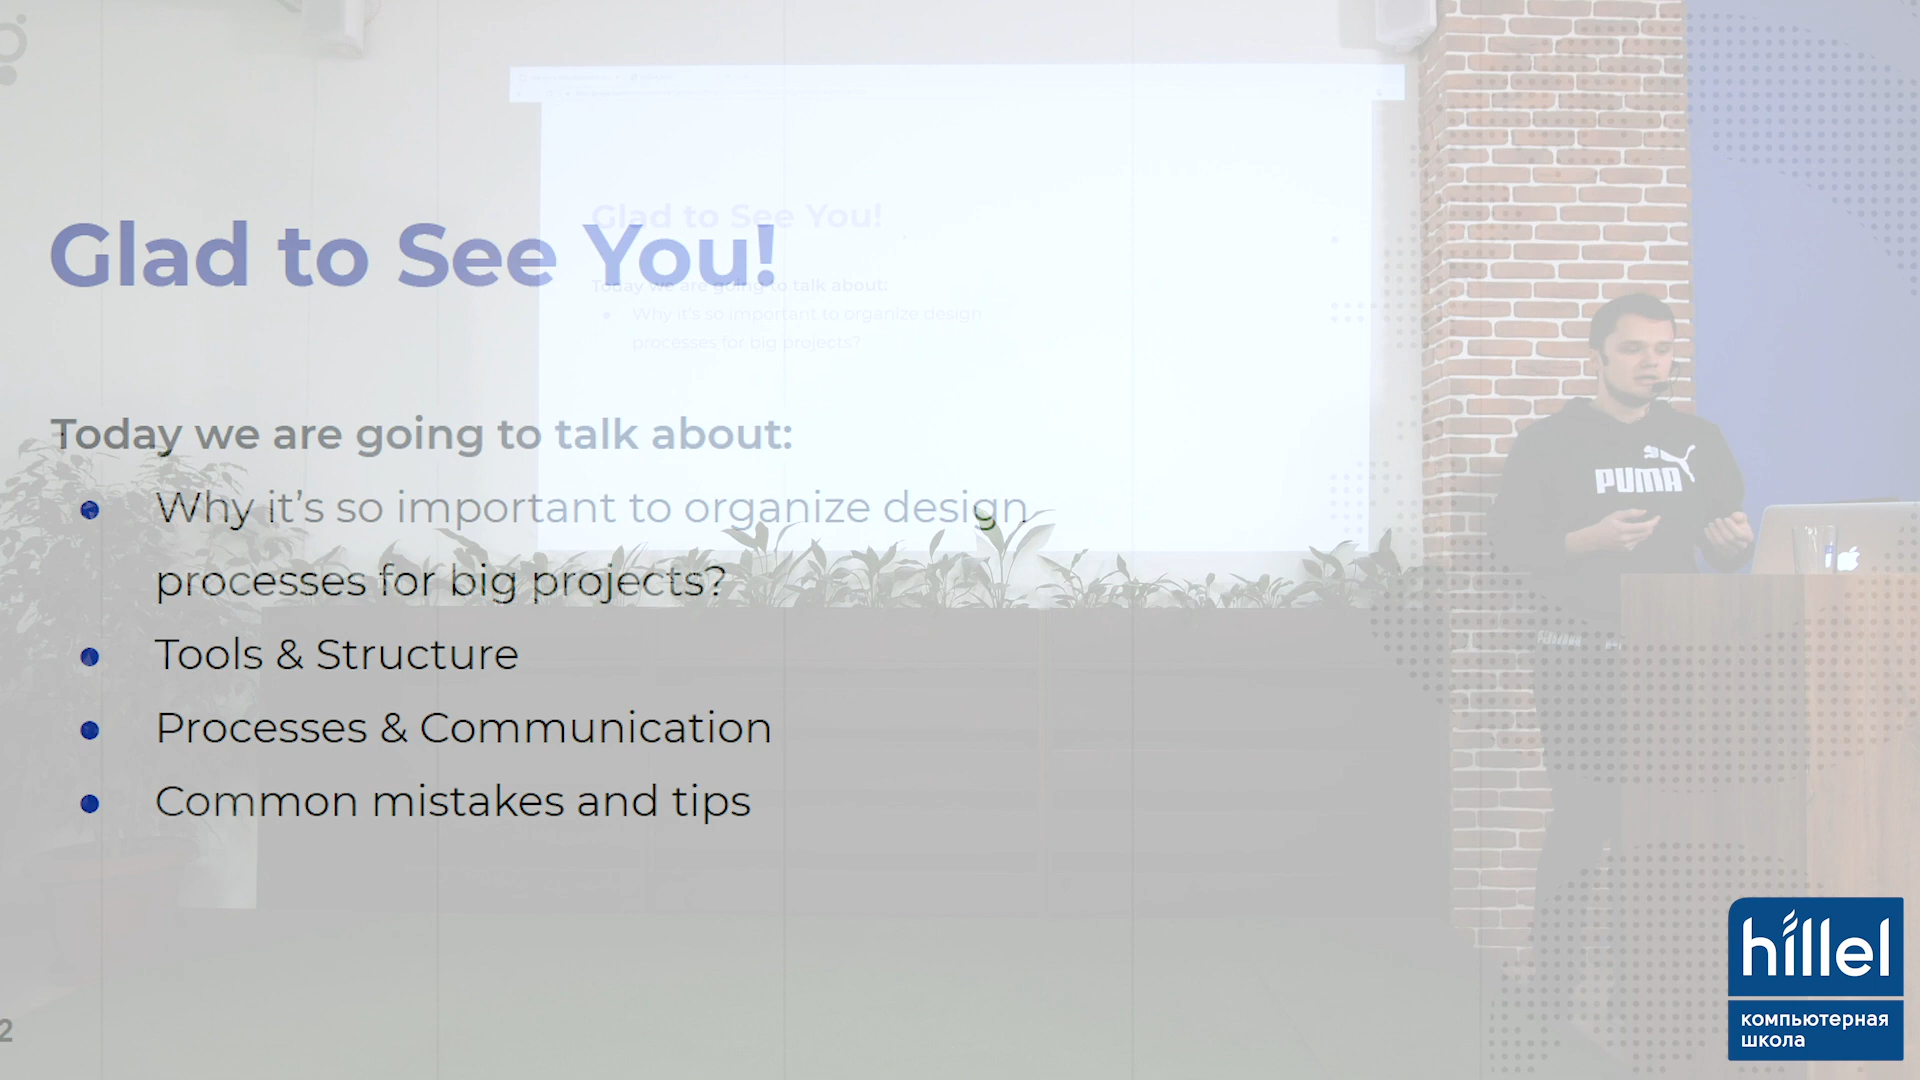 Glad to See You!
Today we are going to talk about:
Why it's so important to organize design
processes for big projects?
Tools & Structure
Processes & Communication
Common mistakes and tips
2
Glad to See You!
Today we are going to talk about:
Why it's so important to organize design
processes for big projects?
PUMA
hillel
компьютерная
школа